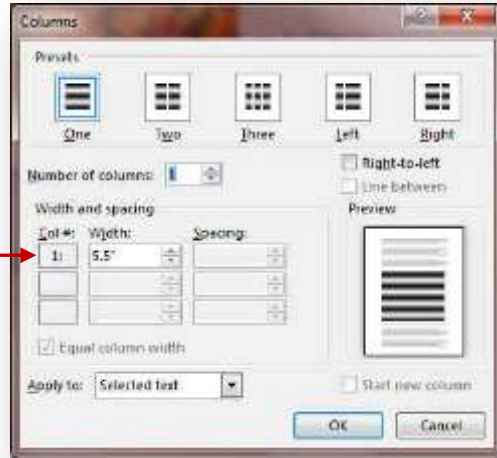 Columns
Presets
One Two Three Left Right
Number of columns: 1
Right-to-left
Line between
Width and spacing
Preview
Col #: Width: Spacing:
1: 5.5"
Equal column width
Apply to: Selected text
Start new column
OK Cancel